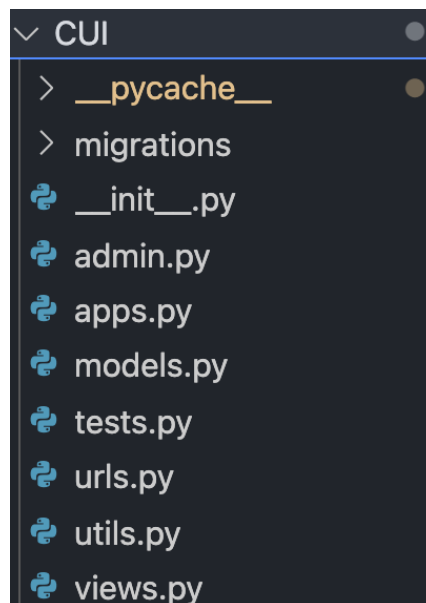 CUI
__pycache__
migrations
__init__.py
admin.py
apps.py
models.py
tests.py
urls.py
utils.py
views.py